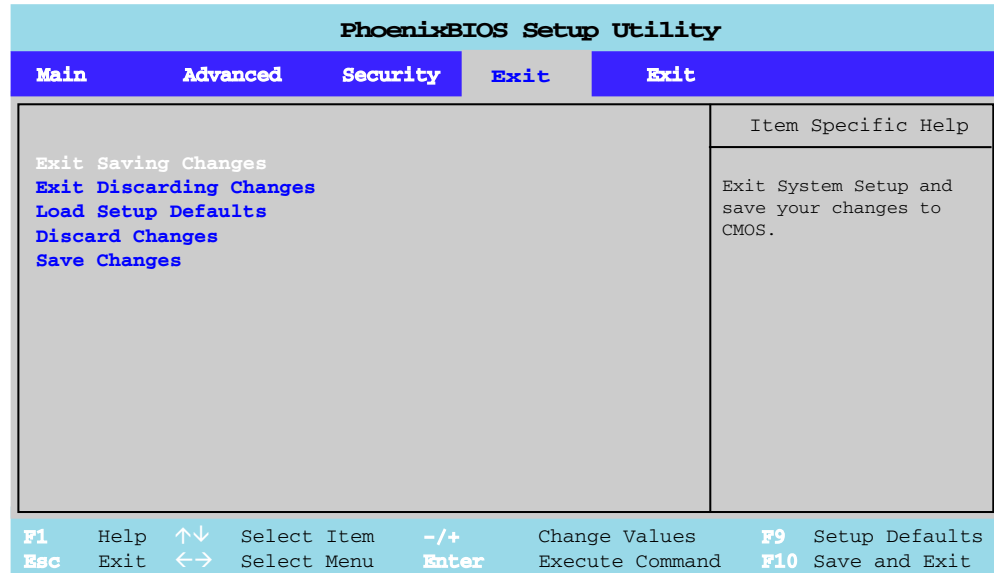 PhoenixBIOS Setup Utility
Main Advanced Security Exit Exit
Item Specific Help
Exit Saving Changes
Exit Discarding Changes
Load Setup Defaults
Discard Changes
Save Changes
Exit System Setup and
save your changes to
CMOS.
F1 Help ↑↓ Select Item -/+ Change Values F9 Setup Defaults
Esc Exit ←→ Select Menu Enter Execute Command F10 Save and Exit